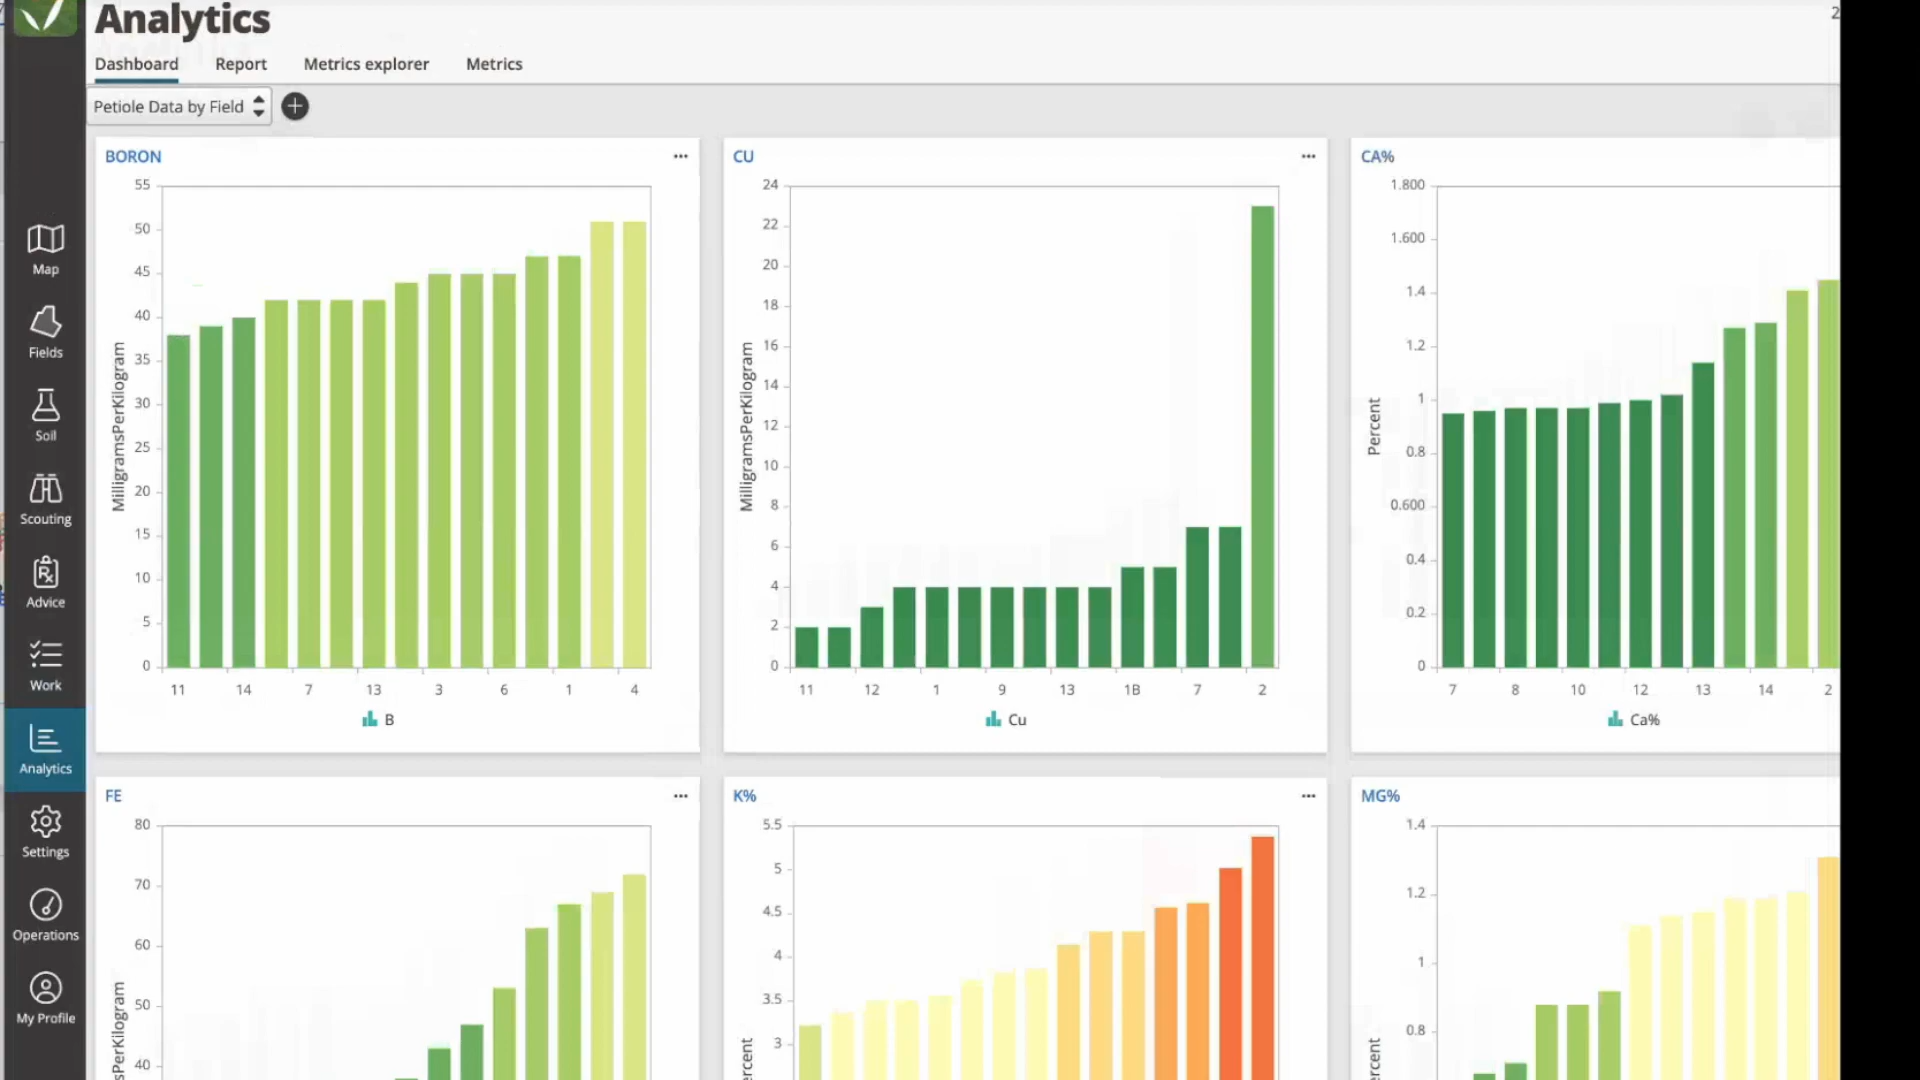 Analytics
2
Dashboard Report Metrics explorer Metrics
Petiole Data by Field
Map
Fields
Soil
Scouting
Advice
Work
Analytics
Settings
Operations
My Profile
BORON
MilligramsPerKilogram
55
50
45
40
35
30
25
20
15
10
5
0
11 14 7 13 3 6 1 4
B
CU
MilligramsPerKilogram
24
22
20
18
16
14
12
10
8
6
4
2
0
11 12 1 9 13 1B 7 2
Cu
CA%
Percent
1.800
1.600
1.4
1.2
1
0.8
0.600
0.4
0.2
0
7 8 10 12 13 14 2
Ca%
FE
sPerKilogram
80
70
60
50
40
K%
ercent
5.5
5
4.5
4
3.5
3
MG%
ercent
1.4
1.2
1
0.8